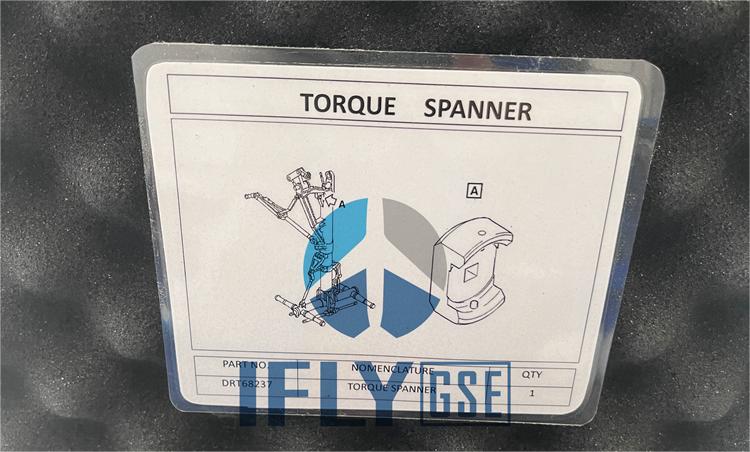 TORQUE SPANNER
A
A
PART NO. NOMENCLATURE QTY
DRT68237 TORQUE SPANNER 1
IFLY GSE